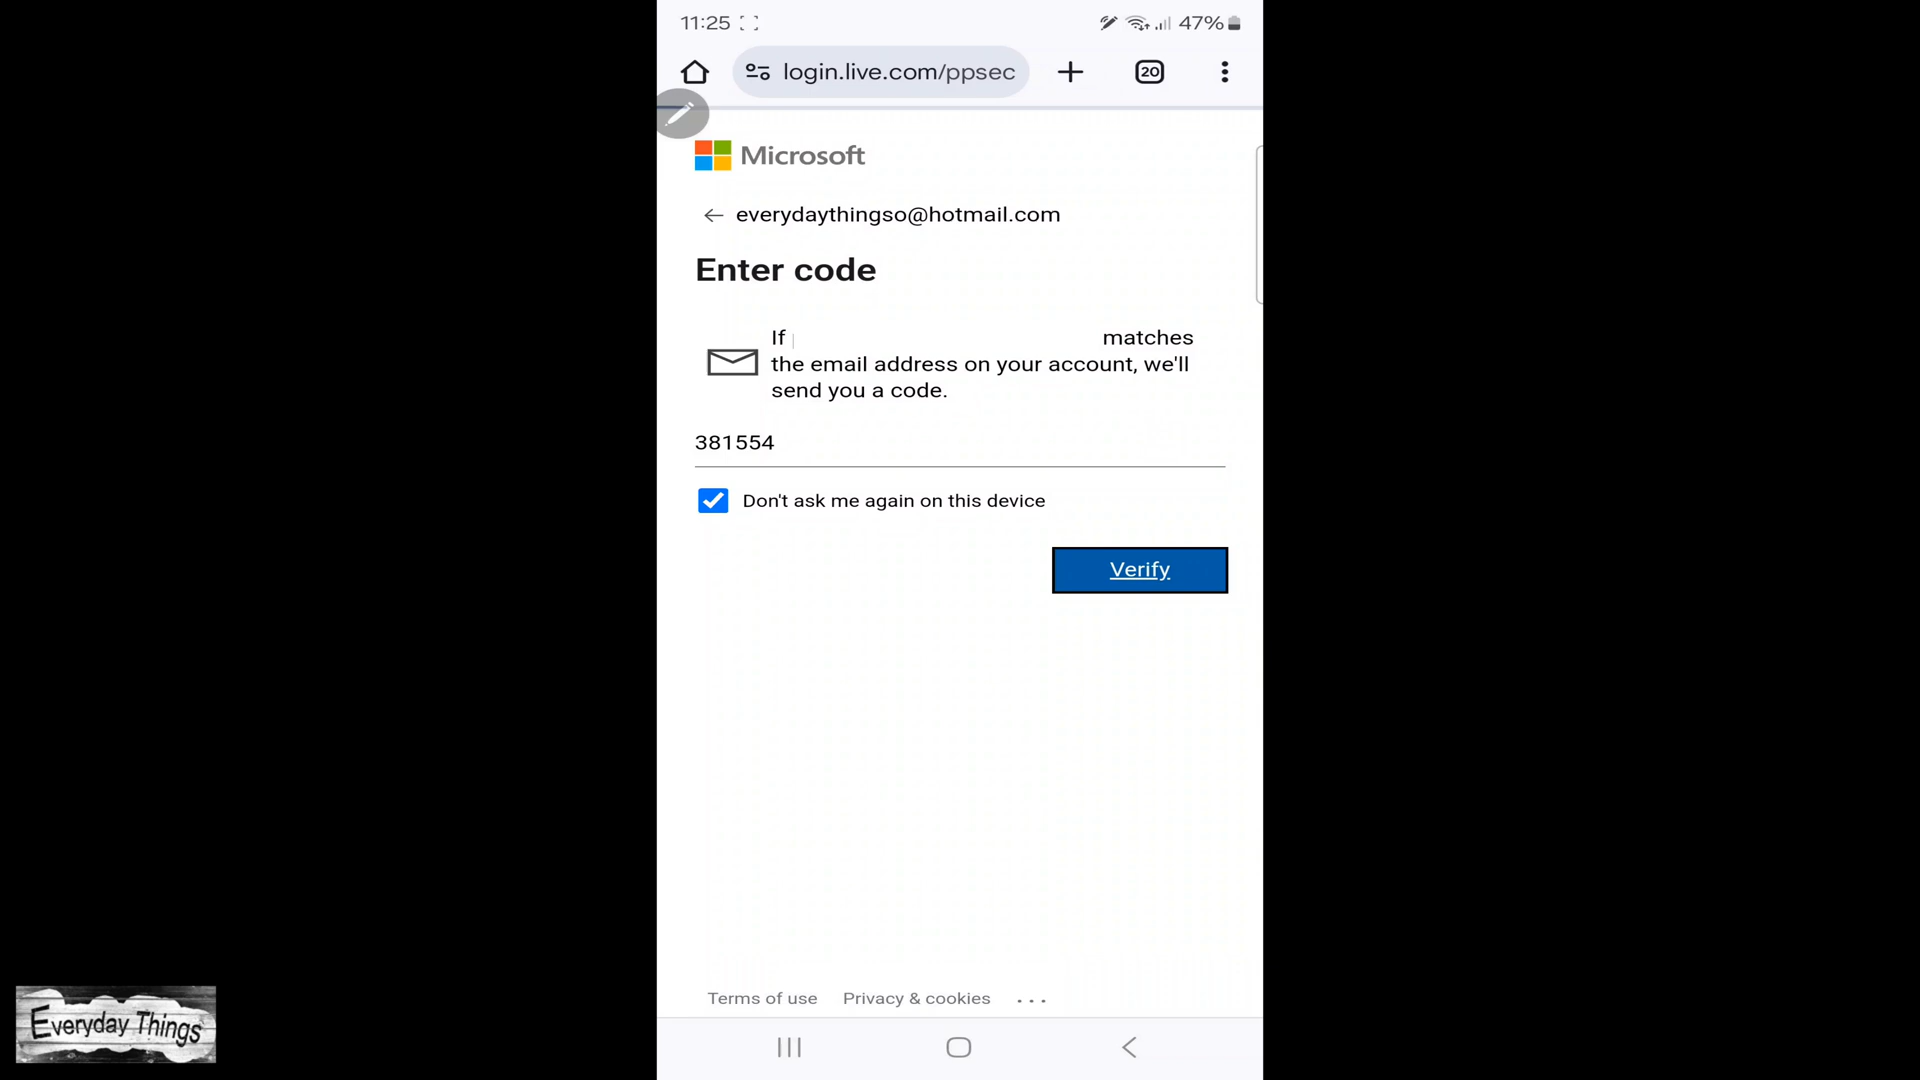 11:25
47%
login.live.com/ppsec
20
Microsoft
everydaythingso@hotmail.com
Enter code
If matches
the email address on your account, we'll
send you a code.
381554
Don't ask me again on this device
Verify
Terms of use Privacy & cookies ...
Everyday Things